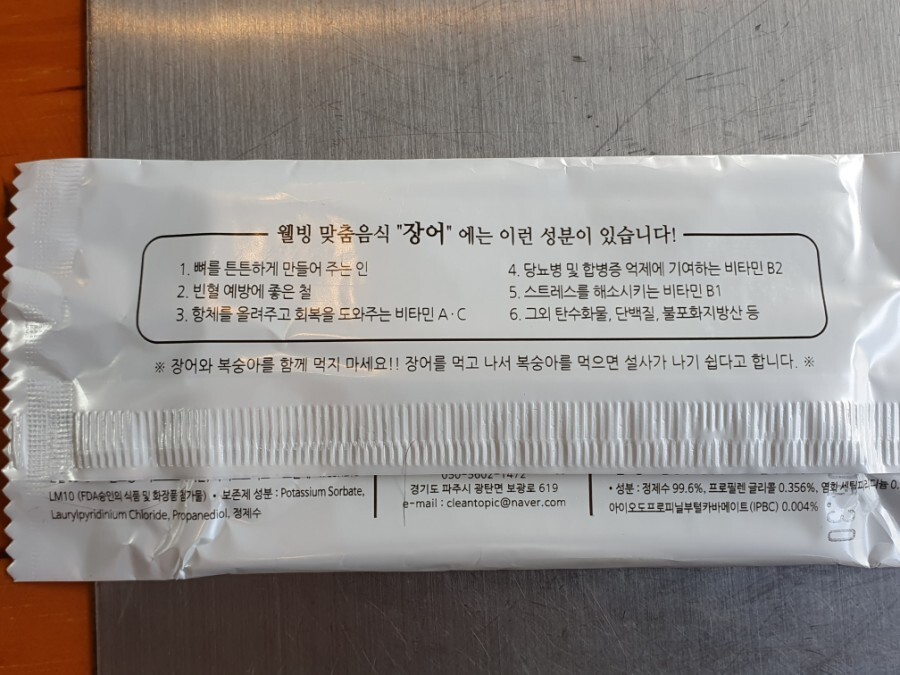 웰빙 맞춤음식 "장어" 에는 이런 성분이 있습니다!
1. 뼈를 튼튼하게 만들어 주는 인
2. 빈혈 예방에 좋은 철
3. 항체를 올려주고 회복을 도와주는 비타민 A · C
4. 당뇨병 및 합병증 억제에 기여하는 비타민 B2
5. 스트레스를 해소시키는 비타민 B1
6. 그외 탄수화물, 단백질, 불포화지방산 등
※ 장어와 복숭아를 함께 먹지 마세요!! 장어를 먹고 나서 복숭아를 먹으면 설사가 나기 쉽다고 합니다. ※
LM10 (FDA승인의 식품 및 화장품 첨가물) • 보존제 성분 : Potassium Sorbate,
Laurylpyridinium Chloride, Propanediol, 정제수
경기도 파주시 광탄면 보광로 619
e-mail : cleantopic@naver.com
• 성분 : 정제수 99.6%, 프로필렌 글리콜 0.356%, 염화 세틸피리디늄 0.
아이오도프로피닐부틸카바메이트(IPBC) 0.004%